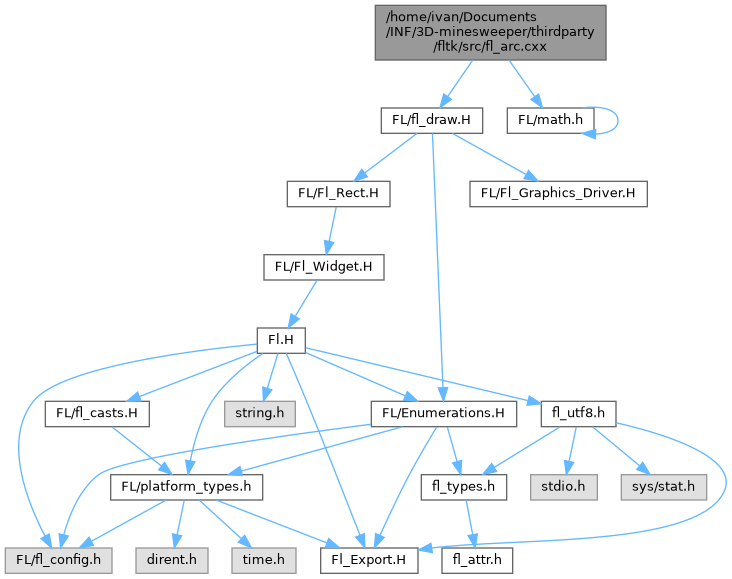 /home/ivan/Documents
/INF/3D-minesweeper/thirdparty
/fltk/src/fl_arc.cxx
FL/fl_draw.H
FL/math.h
FL/Fl_Rect.H
FL/Fl_Graphics_Driver.H
FL/Fl_Widget.H
Fl.H
FL/fl_casts.H
string.h
FL/Enumerations.H
fl_utf8.h
FL/platform_types.h
fl_types.h
stdio.h
sys/stat.h
FL/fl_config.h
dirent.h
time.h
Fl_Export.H
fl_attr.h